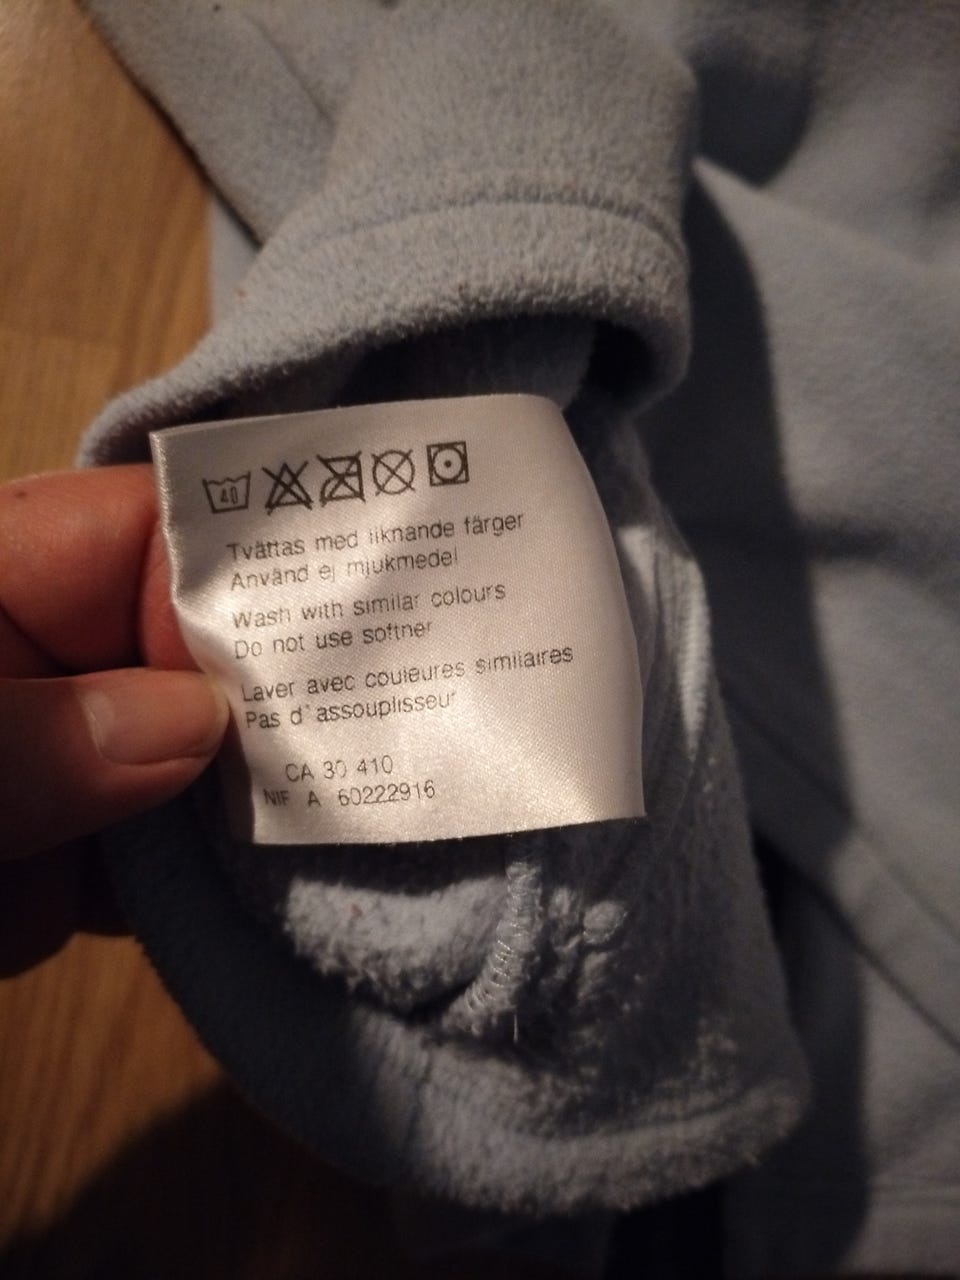 40
Tvättas med liknande färger
Använd ej mjukmedel
Wash with similar colours
Do not use softner
Laver avec couleures similaires
Pas d'assouplisseur
CA 30 410
NIF A 60222916